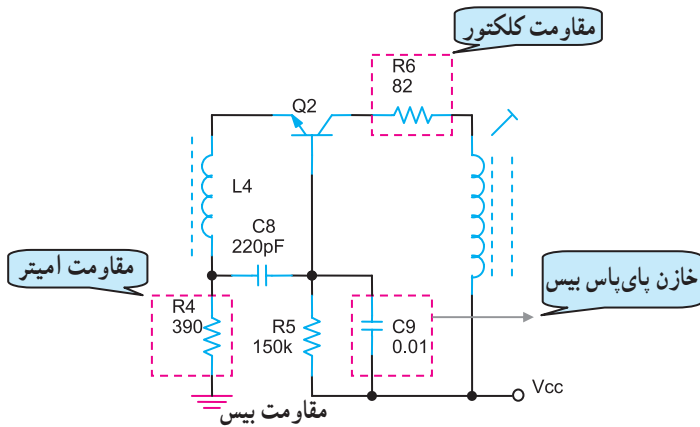 مقاومت کلکتور
R6
82
Q2
L4
C8
220pF
مقاومت امیتر
خازن بای‌پاس بیس
R4
390
R5
150k
C9
0.01
Vcc
مقاومت بیس